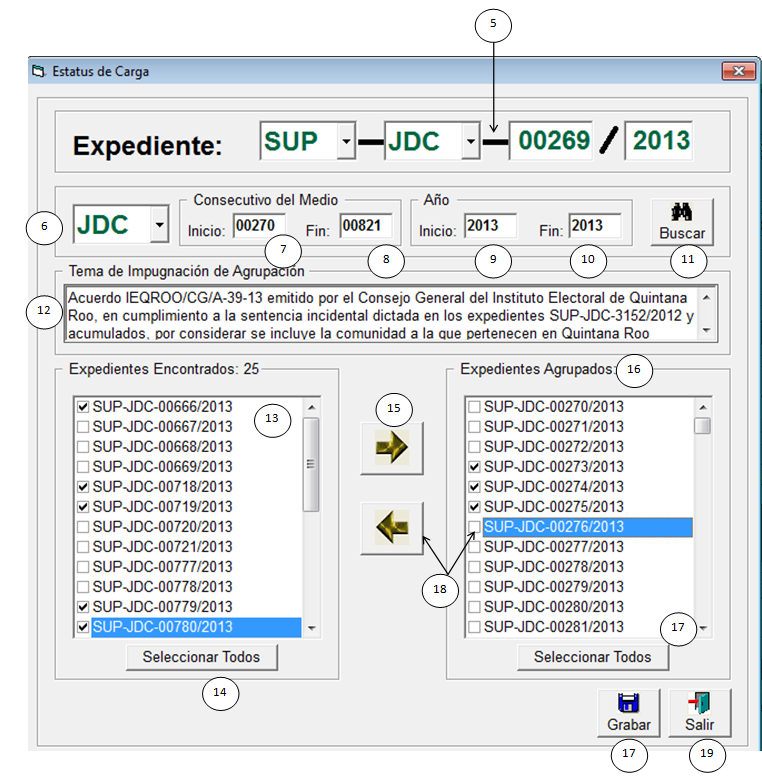 5
Estatus de Carga
Expediente: SUP JDC 00269 / 2013
6 JDC
Consecutivo del Medio
Inicio: 00270 Fin: 00821
7 8
Año
Inicio: 2013 Fin: 2013
9 10
Buscar
11
Tema de Impugnación de Agrupación
12
Acuerdo IEQROO/CG/A-39-13 emitido por el Consejo General del Instituto Electoral de Quintana
Roo, en cumplimiento a la sentencia incidental dictada en los expedientes SUP-JDC-3152/2012 y
acumulados, por considerar se incluye la comunidad a la que pertenecen en Quintana Roo
Expedientes Encontrados: 25
13
SUP-JDC-00666/2013
SUP-JDC-00667/2013
SUP-JDC-00668/2013
SUP-JDC-00669/2013
SUP-JDC-00718/2013
SUP-JDC-00719/2013
SUP-JDC-00720/2013
SUP-JDC-00721/2013
SUP-JDC-00777/2013
SUP-JDC-00778/2013
SUP-JDC-00779/2013
SUP-JDC-00780/2013
Seleccionar Todos
14
15
18
Expedientes Agrupados: 16
SUP-JDC-00270/2013
SUP-JDC-00271/2013
SUP-JDC-00272/2013
SUP-JDC-00273/2013
SUP-JDC-00274/2013
SUP-JDC-00275/2013
SUP-JDC-00276/2013
SUP-JDC-00277/2013
SUP-JDC-00278/2013
SUP-JDC-00279/2013
SUP-JDC-00280/2013
SUP-JDC-00281/2013
17
Seleccionar Todos
Grabar Salir
17 19